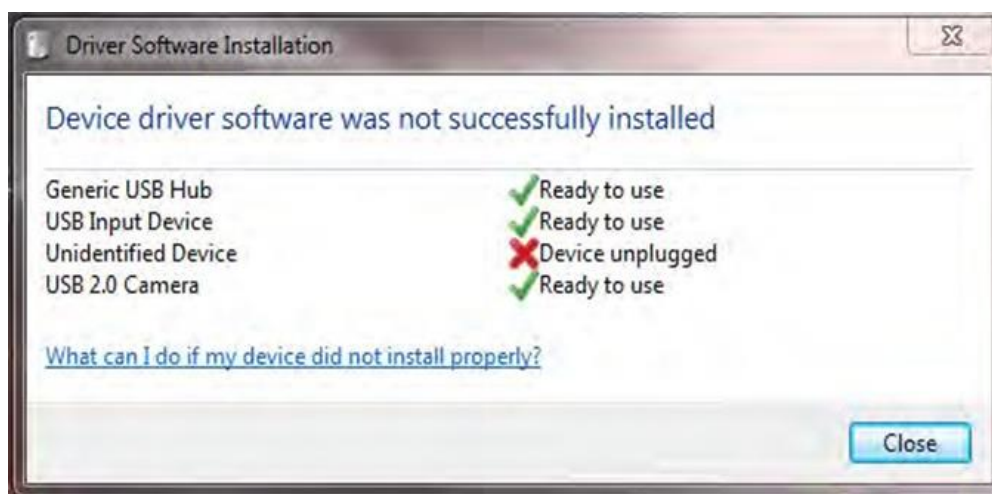 Driver Software Installation
Device driver software was not successfully installed
Generic USB Hub Ready to use
USB Input Device Ready to use
Unidentified Device Device unplugged
USB 2.0 Camera Ready to use
What can I do if my device did not install properly?
Close